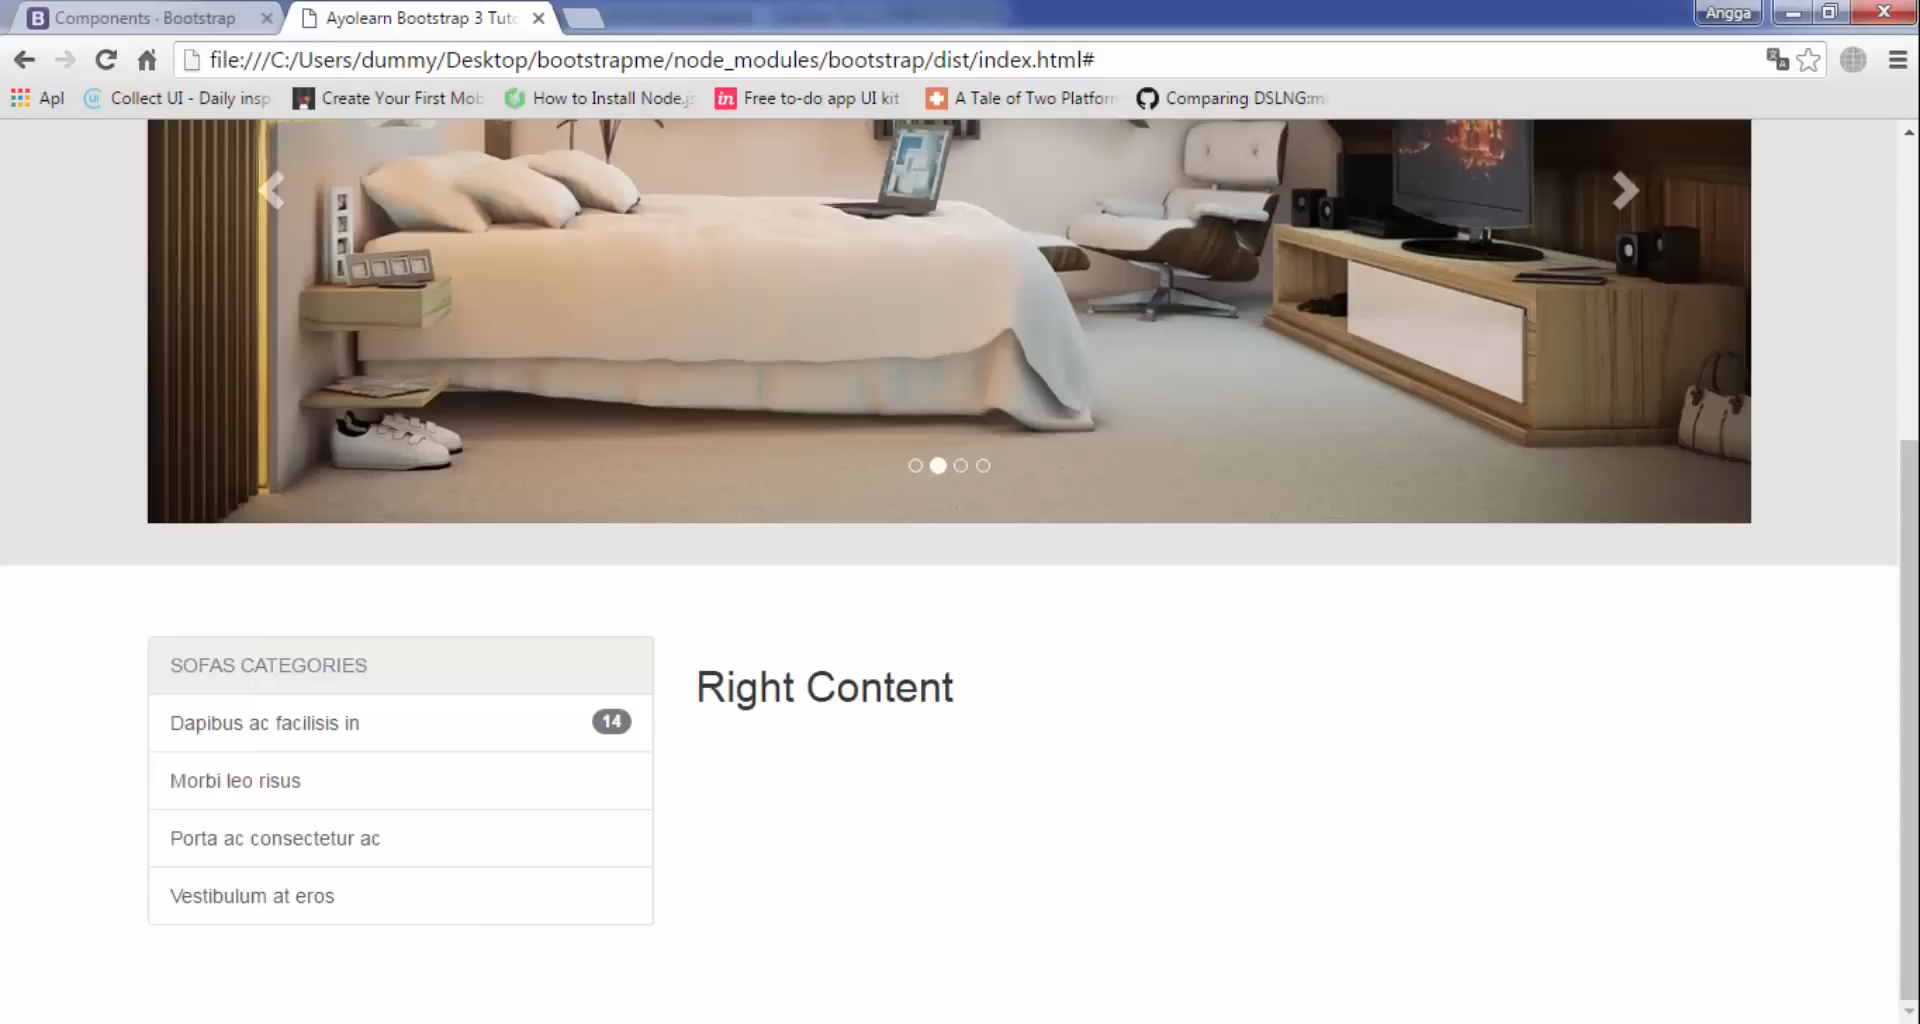 Components · Bootstrap
Ayolearn Bootstrap 3 Tuto
Angga
file:///C:/Users/dummy/Desktop/bootstrapme/node_modules/bootstrap/dist/index.html#
Apl
Collect UI - Daily insp
Create Your First Mob
How to Install Node.js
Free to-do app UI kit
A Tale of Two Platform
Comparing DSLNG:m
SOFAS CATEGORIES
Dapibus ac facilisis in
14
Morbi leo risus
Porta ac consectetur ac
Vestibulum at eros
Right Content